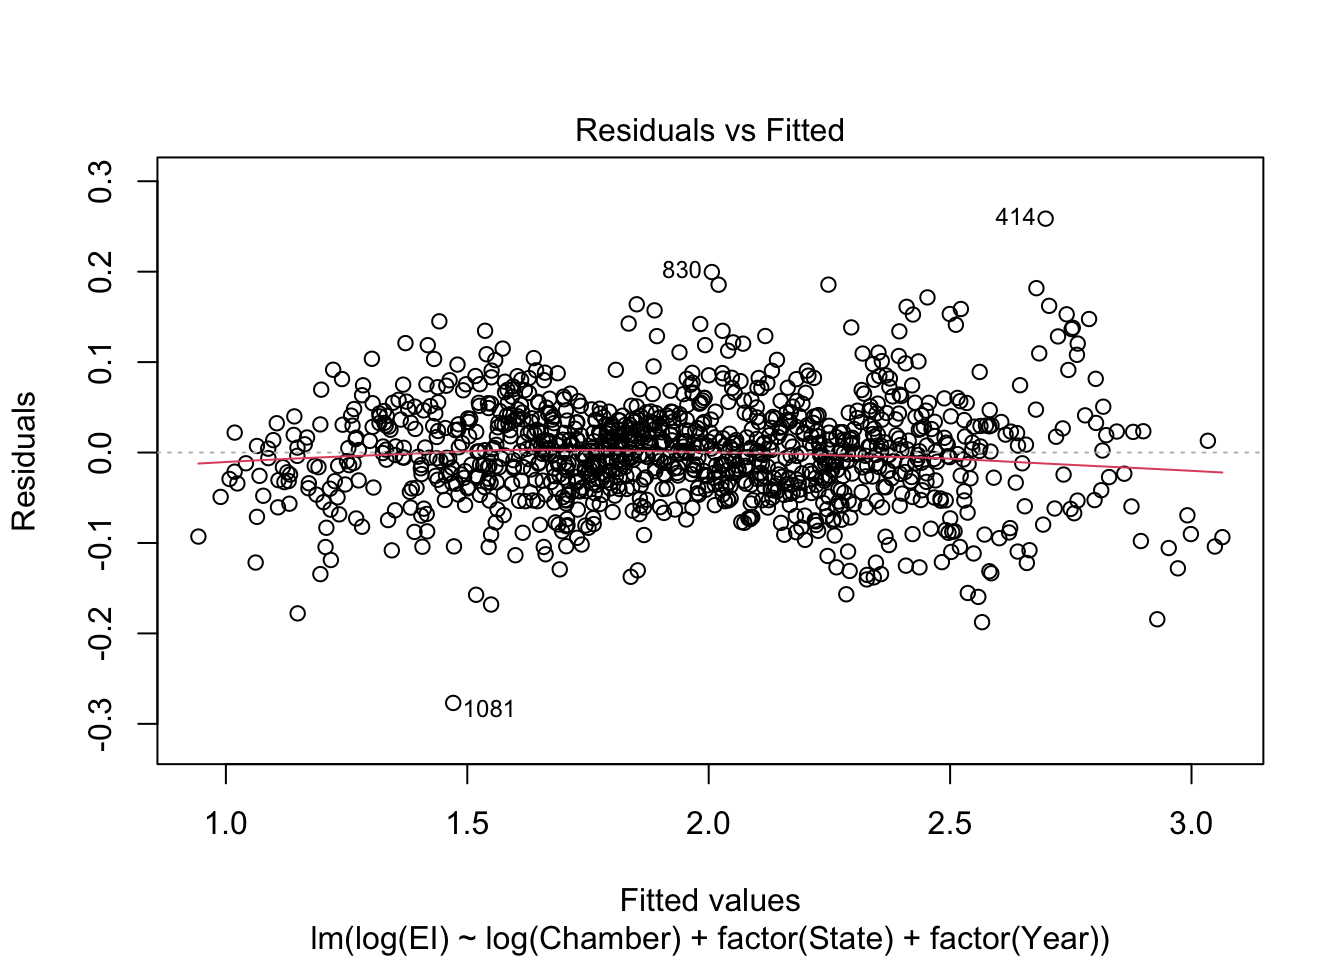 Residuals vs Fitted
Residuals
0.3
0.2
0.1
0.0
-0.1
-0.2
-0.3
414
830
1081
1.0 1.5 2.0 2.5 3.0
Fitted values
lm(log(EI) ~ log(Chamber) + factor(State) + factor(Year))